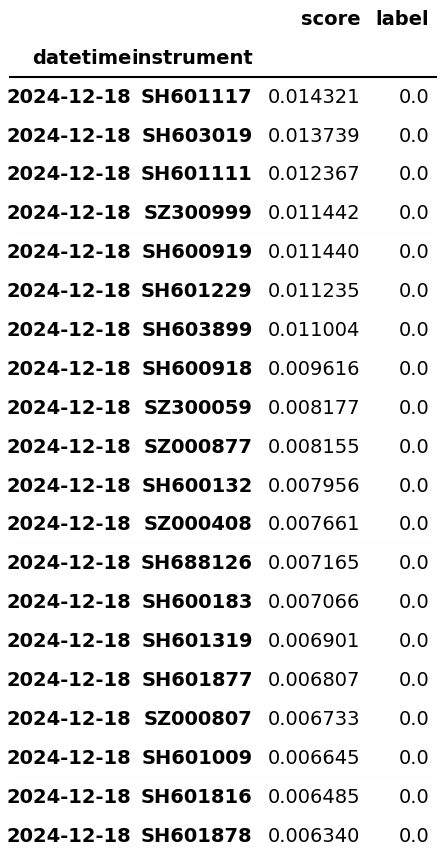 score label
datetime instrument
2024-12-18 SH601117 0.014321 0.0
2024-12-18 SH603019 0.013739 0.0
2024-12-18 SH601111 0.012367 0.0
2024-12-18 SZ300999 0.011442 0.0
2024-12-18 SH600919 0.011440 0.0
2024-12-18 SH601229 0.011235 0.0
2024-12-18 SH603899 0.011004 0.0
2024-12-18 SH600918 0.009616 0.0
2024-12-18 SZ300059 0.008177 0.0
2024-12-18 SZ000877 0.008155 0.0
2024-12-18 SH600132 0.007956 0.0
2024-12-18 SZ000408 0.007661 0.0
2024-12-18 SH688126 0.007165 0.0
2024-12-18 SH600183 0.007066 0.0
2024-12-18 SH601319 0.006901 0.0
2024-12-18 SH601877 0.006807 0.0
2024-12-18 SZ000807 0.006733 0.0
2024-12-18 SH601009 0.006645 0.0
2024-12-18 SH601816 0.006485 0.0
2024-12-18 SH601878 0.006340 0.0